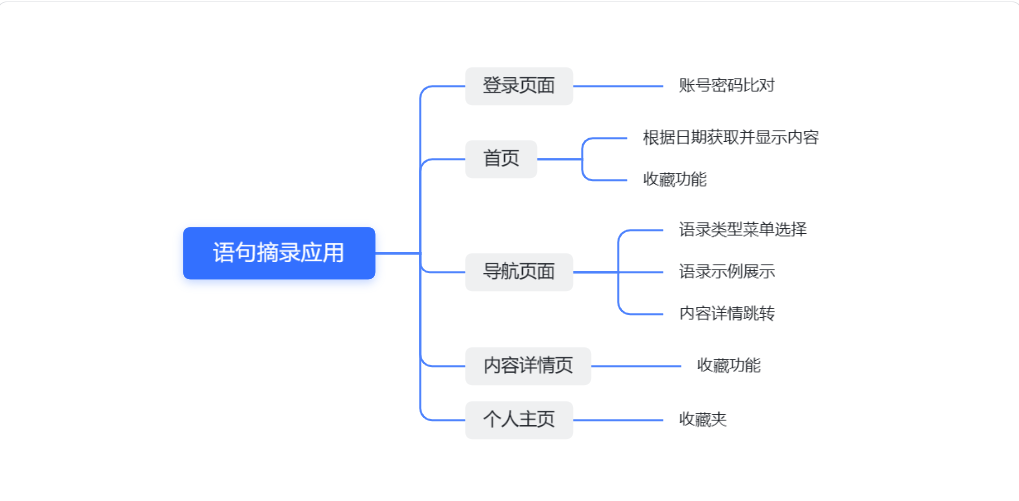 语句摘录应用
登录页面
账号密码比对
首页
根据日期获取并显示内容
收藏功能
导航页面
语录类型菜单选择
语录示例展示
内容详情跳转
内容详情页
收藏功能
个人主页
收藏夹